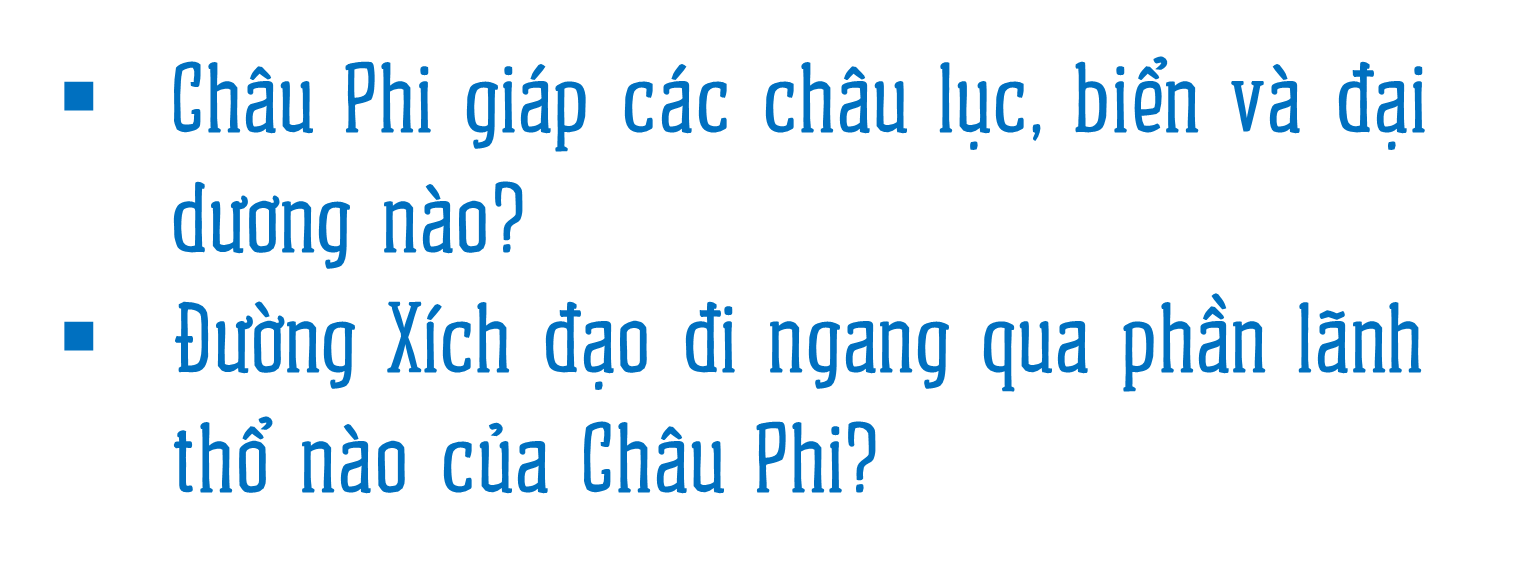 ▪ Châu Phi giáp các châu lục, biển và đại
dương nào?
▪ Đường Xích đạo đi ngang qua phần lãnh
thổ nào của Châu Phi?